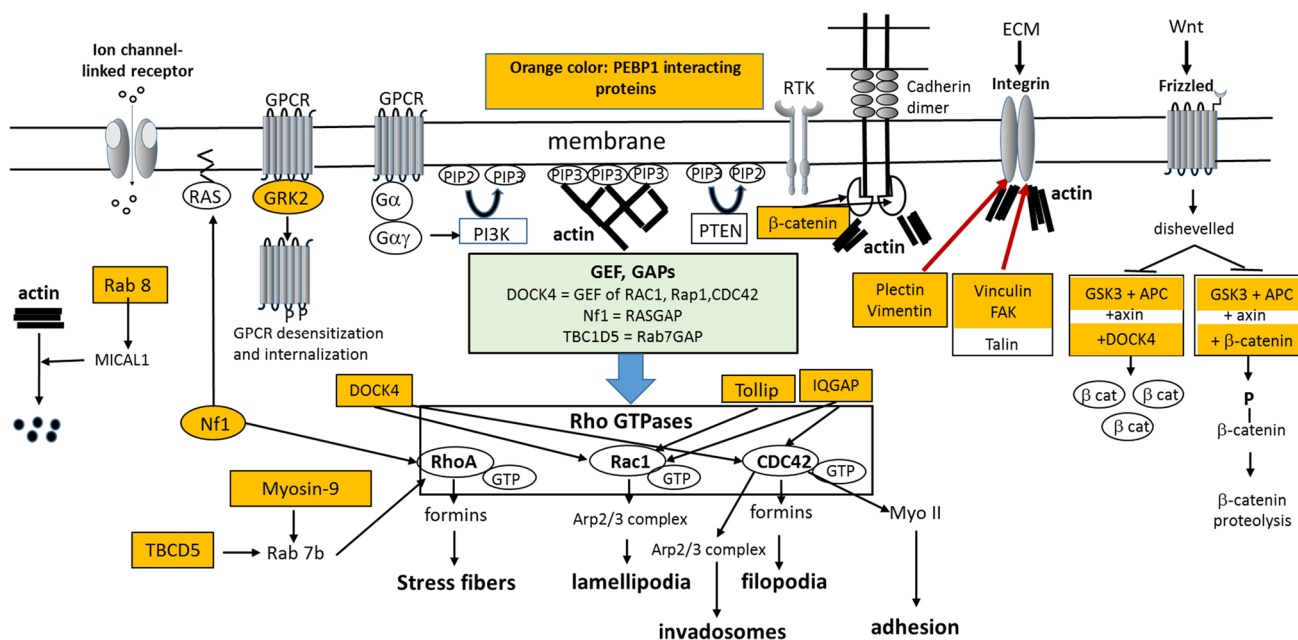 Ion channel-
linked receptor
GPCR
GPCR
Orange color: PEBP1 interacting
proteins
RTK
Cadherin
dimer
ECM
Integrin
Wnt
Frizzled
membrane
RAS
GRK2
Gα
Gαγ
PIP2
PIP3
PI3K
PIP3
PIP3
PIP3
actin
PIP3
PIP2
PTEN
β-catenin
actin
actin
dishevelled
P P
GPCR desensitization
and internalization
actin
Rab 8
MICAL1
GEF, GAPs
DOCK4 = GEF of RAC1, Rap1,CDC42
Nf1 = RASGAP
TBC1D5 = Rab7GAP
Plectin
Vimentin
Vinculin
FAK
Talin
GSK3 + APC
+axin
+DOCK4
GSK3 + APC
+ axin
+ β-catenin
β cat
β cat
β cat
P
β-catenin
β-catenin
proteolysis
DOCK4
Tollip
IQGAP
Nf1
Rho GTPases
RhoA
GTP
Rac1
GTP
CDC42
GTP
Myosin-9
TBCD5
Rab 7b
formins
Arp2/3 complex
formins
Myo II
Arp2/3 complex
Stress fibers
lamellipodia
filopodia
invadosomes
adhesion